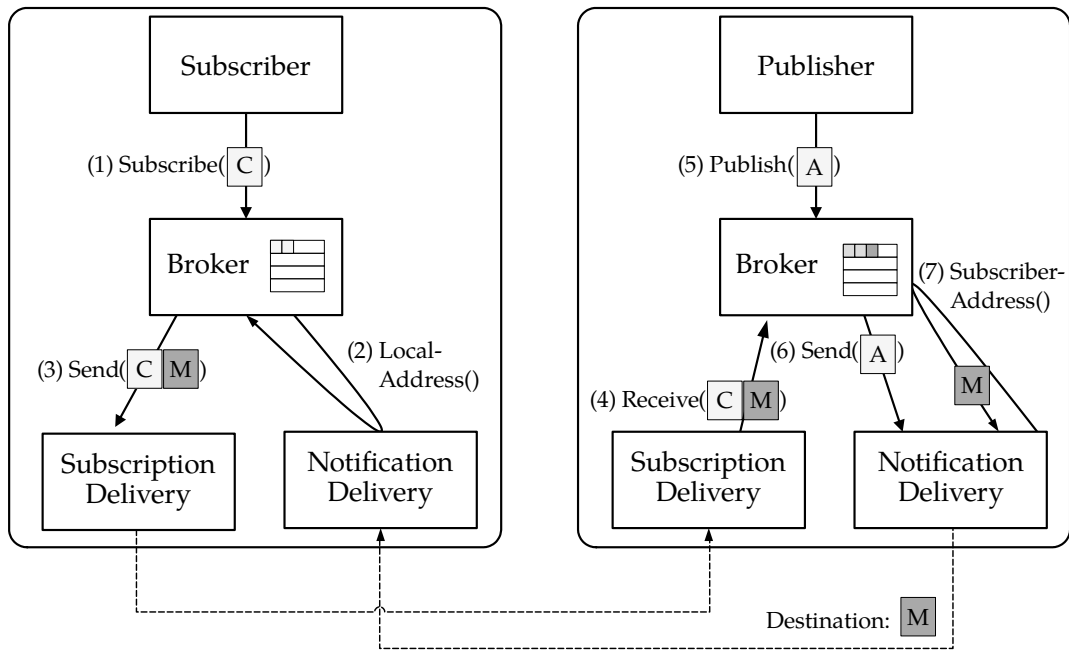 Subscriber
(1) Subscribe( C )
Broker
(2) Local-
Address()
(3) Send( C M )
Subscription
Delivery
Notification
Delivery
Publisher
(5) Publish( A )
Broker
(7) Subscriber-
Address()
(6) Send( A )
M
(4) Receive( C M )
Subscription
Delivery
Notification
Delivery
Destination: M